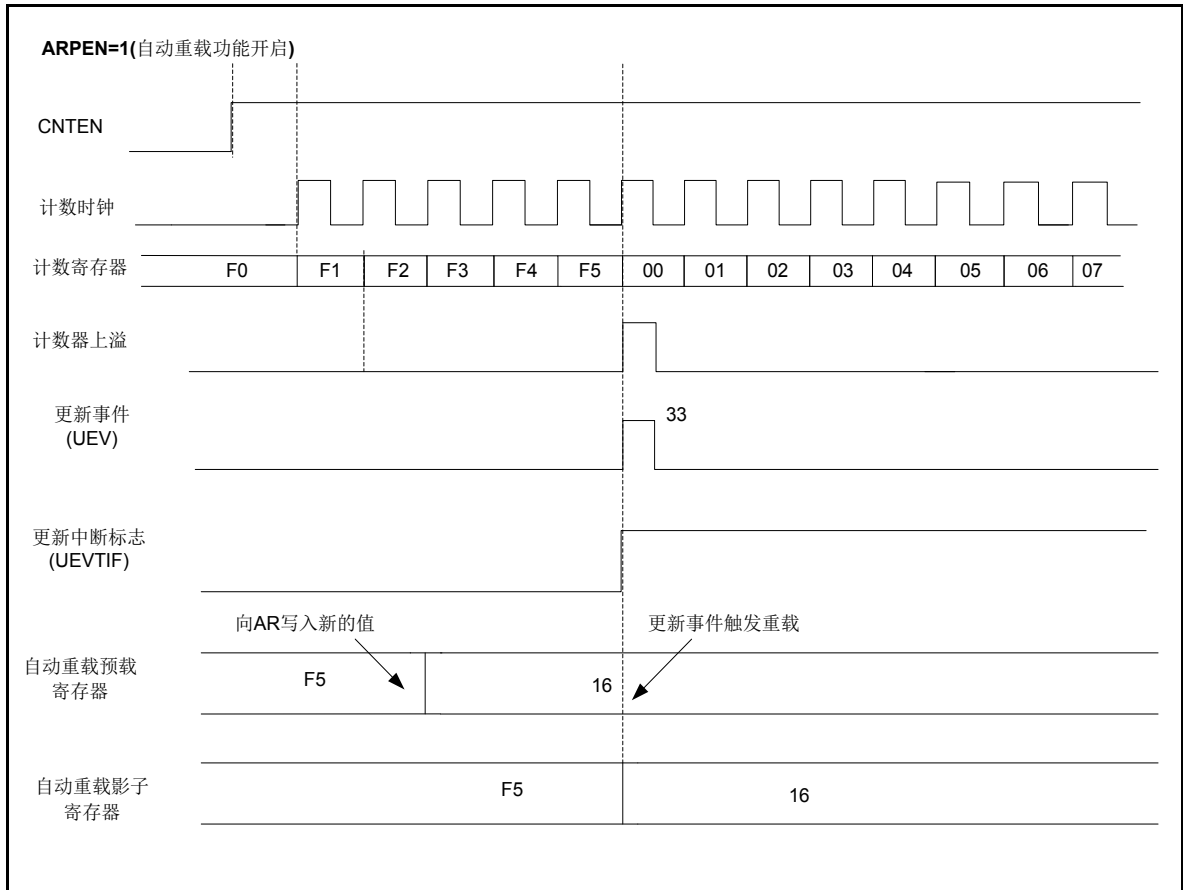 ARPEN=1(自动重载功能开启)
CNTEN
计数时钟
计数寄存器 F0 F1 F2 F3 F4 F5 00 01 02 03 04 05 06 07
计数器上溢
更新事件
(UEV)
33
更新中断标志
(UEVTIF)
向AR写入新的值 更新事件触发重载
自动重载预载
寄存器
F5 16
自动重载影子
寄存器
F5 16